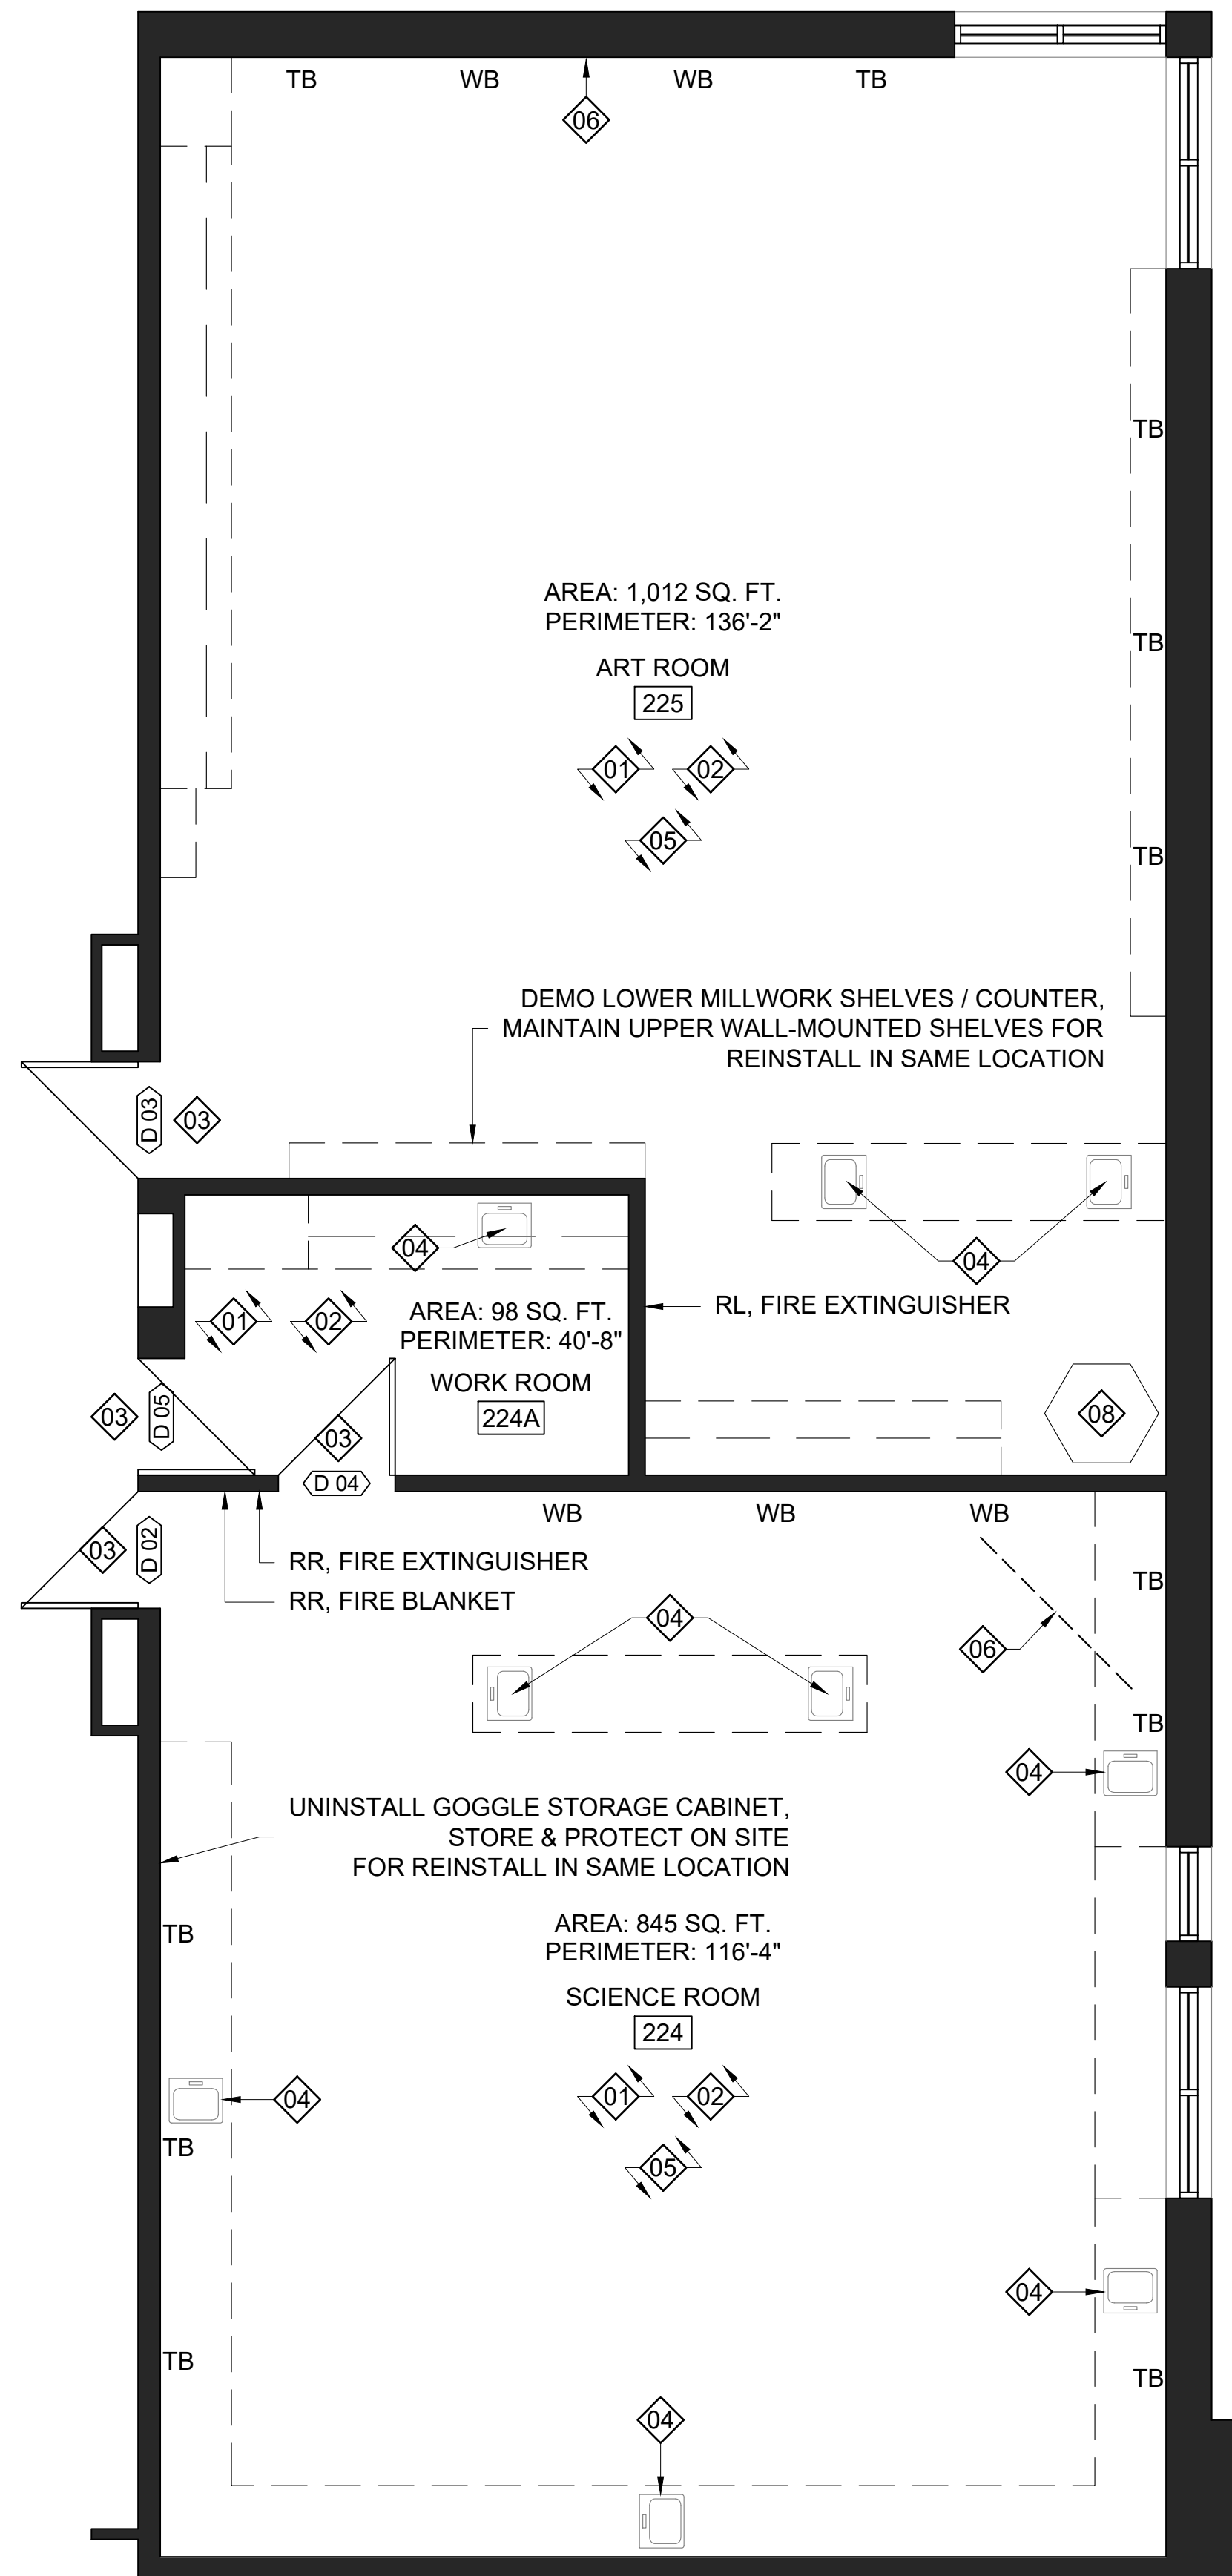 TB
WB
WB
TB
06
TB
TB
TB
AREA: 1,012 SQ. FT.
PERIMETER: 136'-2"
ART ROOM
225
01
02
05
DEMO LOWER MILLWORK SHELVES / COUNTER,
MAINTAIN UPPER WALL-MOUNTED SHELVES FOR
REINSTALL IN SAME LOCATION
D 03
03
04
04
RL, FIRE EXTINGUISHER
01
02
AREA: 98 SQ. FT.
PERIMETER: 40'-8"
WORK ROOM
224A
03
D 05
03
D 04
08
03
D 02
WB
WB
WB
RR, FIRE EXTINGUISHER
RR, FIRE BLANKET
TB
04
06
TB
04
UNINSTALL GOGGLE STORAGE CABINET,
STORE & PROTECT ON SITE
FOR REINSTALL IN SAME LOCATION
TB
AREA: 845 SQ. FT.
PERIMETER: 116'-4"
SCIENCE ROOM
224
01
02
05
04
TB
04
TB
TB
04